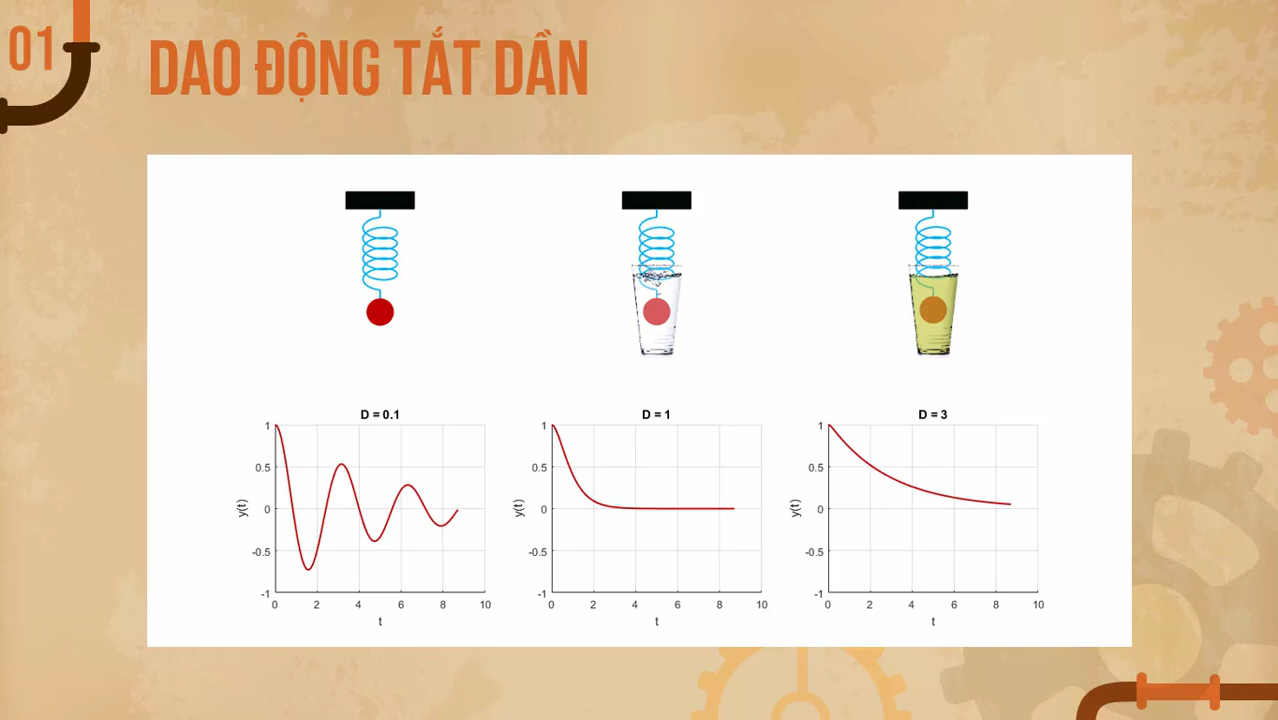 01
DAO ĐỘNG TẮT DẦN
D = 0.1
1
0.5
0
-0.5
-1
y(t)
0 2 4 6 8 10
t
D = 1
1
0.5
0
-0.5
-1
y(t)
0 2 4 6 8 10
t
D = 3
1
0.5
0
-0.5
-1
y(t)
0 2 4 6 8 10
t